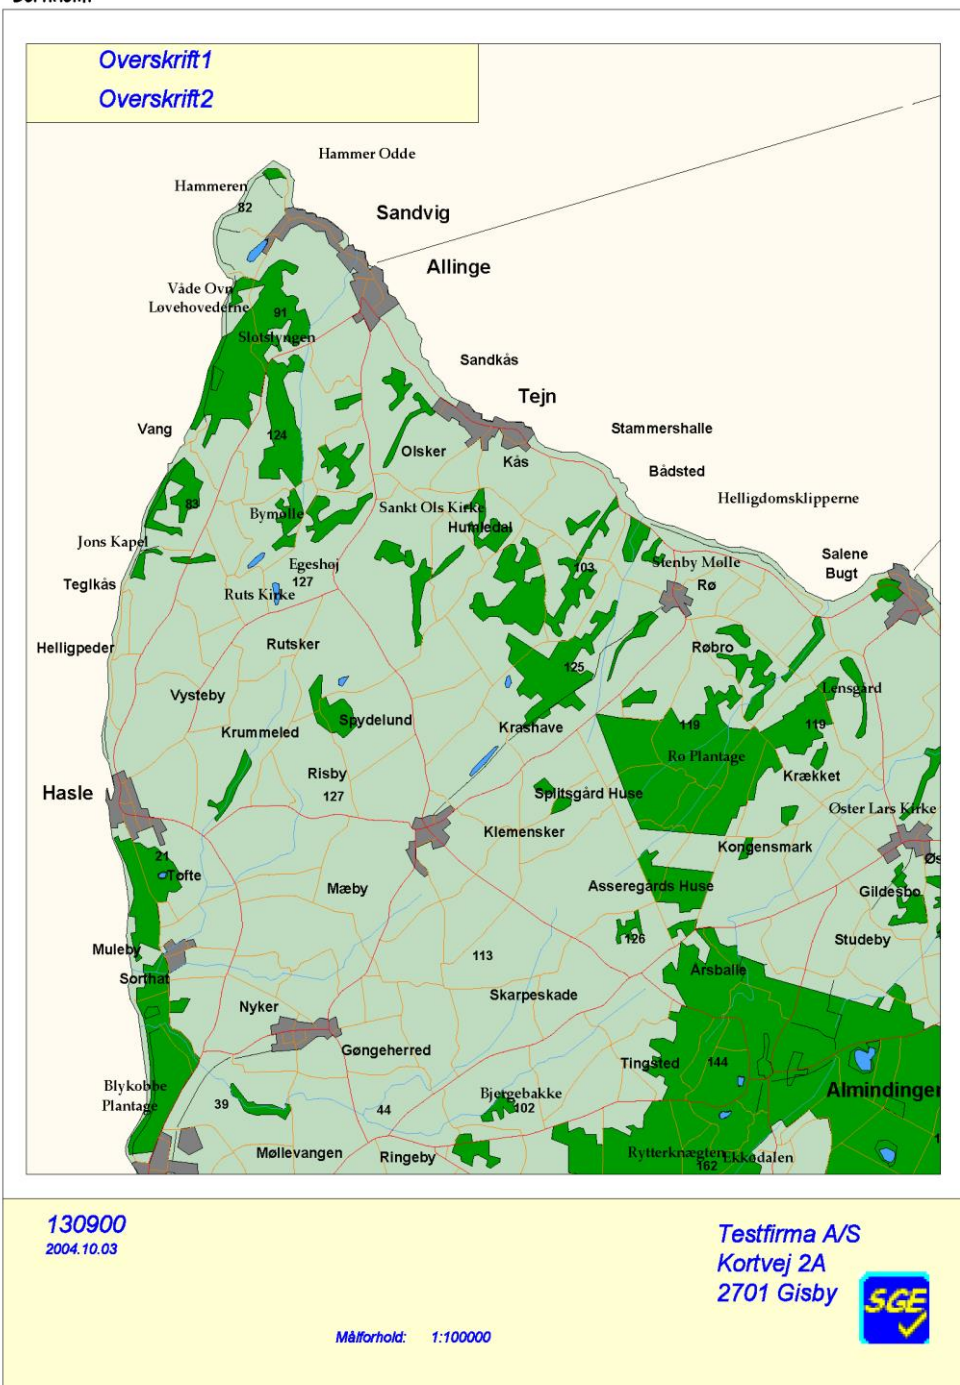 Overskrift1
Overskrift2
Hammer Odde
Hammeren
82
Sandvig
Allinge
Våde Ovn
Løvehovederne
91
Slotslyngen
Sandkås
Tejn
Vang
124
Stammershalle
Olsker
Kås
Bådsted
83
Helligdomsklipperne
Bymølle
Sankt Ols Kirke
Humledal
Jons Kapel
Salene
Bugt
Egeshøj
Stenby Mølle
103
Teglkås
127
Rø
Ruts Kirke
Helligpeder
Rutsker
Røbro
125
Vysteby
Lensgård
Spydelund
Krummeled
Krashave
119
119
Rø Plantage
Risby
Krækket
Hasle
127
Splitsgård Huse
Øster Lars Kirke
Klemensker
Kongensmark
21
Øs
Tofte
Mæby
Asseregårds Huse
Gildesbo
126
Studeby
Muleby
113
Årsballe
Sorthat
Skarpeskade
Nyker
Gøngeherred
Tingsted
144
Blykobbe
Plantage
Bjergebakke
Almindingen
39
44
102
Møllevangen
Ringeby
Rytterknægten
Ekkodalen
162
130900
2004.10.03
Testfirma A/S
Kortvej 2A
2701 Gisby
SGE
Målforhold: 1:100000